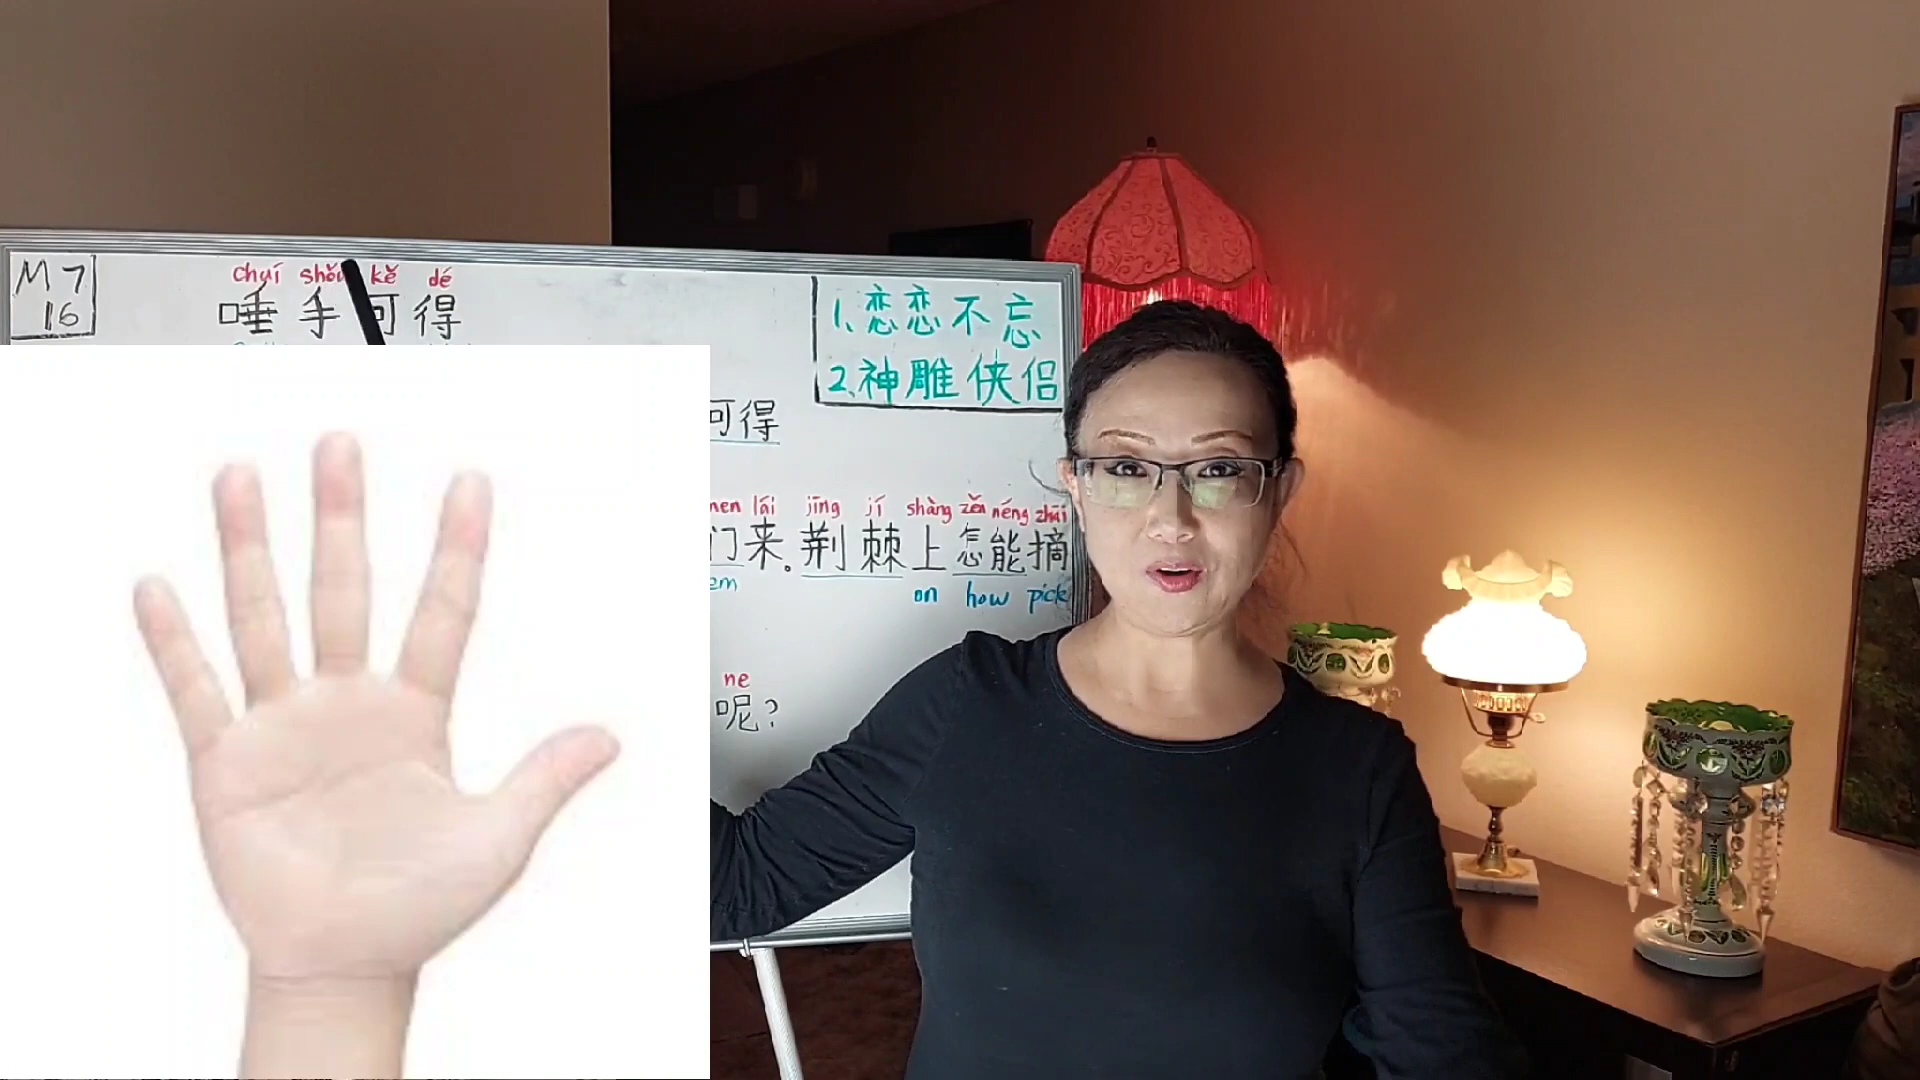 M7
16
chuí shǒu kě dé
唾手可得
1、恋恋不忘
2、神雕侠侣
可得
men lái jīng jí shàng zěn néng zhāi
们来。荆棘上怎能摘
em on how pick
ne
呢?